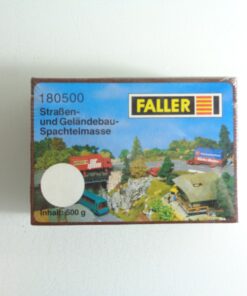 180500
FALLER
Straßen-
und Geländebau-
Spachtelmasse
Inhalt: 500 g